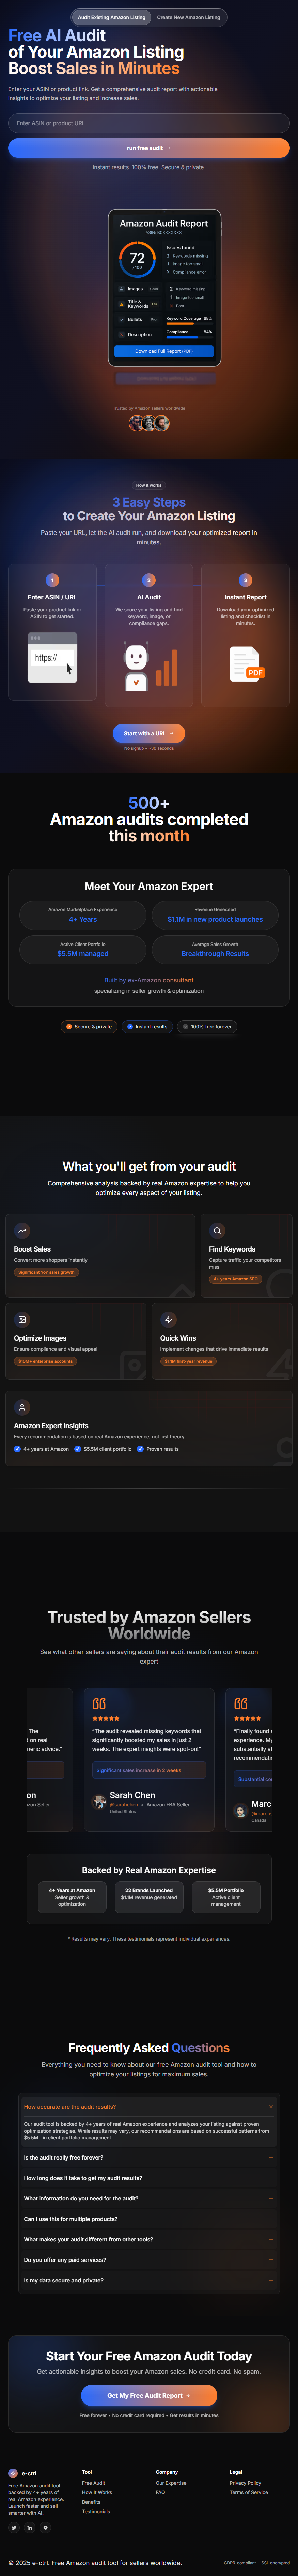 Audit Existing Amazon Listing
Create New Amazon Listing
Free AI Audit
of Your Amazon Listing
Boost Sales in Minutes
Enter your ASIN or product link. Get a comprehensive audit report with actionable
insights to optimize your listing and increase sales.
Enter ASIN or product URL
run free audit →
Instant results. 100% free. Secure & private.
Amazon Audit Report
ASIN: B0XXXXXXX
72
/ 100
Issues found
2 Keywords missing
1 Image too small
3 Compliance error
Images Good
Title &
Keywords
Bullets Poor
Description
2 Keyword missing
1 Image too small
Poor
Keyword Coverage 68%
Compliance 84%
Download Full Report (PDF)
Trusted by Amazon sellers worldwide
How it works
3 Easy Steps
to Create Your Amazon Listing
Paste your URL, let the AI audit run, and download your optimized report in
minutes.
1
Enter ASIN / URL
Paste your product link or
ASIN to get started.
https://
2
AI Audit
We score your listing and find
keyword, image, or
compliance gaps.
3
Instant Report
Download your optimized
listing and checklist in
minutes.
PDF
Start with a URL →
No signup • ~30 seconds
500+
Amazon audits completed
this month
Meet Your Amazon Expert
Amazon Marketplace Experience
4+ Years
Revenue Generated
$1.1M in new product launches
Active Client Portfolio
$5.5M managed
Average Sales Growth
Breakthrough Results
Built by ex-Amazon consultant
specializing in seller growth & optimization
Secure & private
Instant results
100% free forever
What you'll get from your audit
Comprehensive analysis backed by real Amazon expertise to help you
optimize every aspect of your listing.
Boost Sales
Convert more shoppers instantly
Significant YoY sales growth
Find Keywords
Capture traffic your competitors
miss
4+ years Amazon SEO
Optimize Images
Ensure compliance and visual appeal
$10M+ enterprise accounts
Quick Wins
Implement changes that drive immediate results
$1.1M first-year revenue
Amazon Expert Insights
Every recommendation is based on real Amazon experience, not just theory
4+ years at Amazon
$5.5M client portfolio
Proven results
Trusted by Amazon Sellers
Worldwide
See what other sellers are saying about their audit results from our Amazon
expert
The
d on real
neric advice."
on
zon Seller
"The audit revealed missing keywords that
significantly boosted my sales in just 2
weeks. The expert insights were spot-on!"
Significant sales increase in 2 weeks
Sarah Chen
@sarahchen • Amazon FBA Seller
United States
"Finally found a
experience. My
substantially af
recommendatio
Substantial co
Marc
@marcus
Canada
Backed by Real Amazon Expertise
4+ Years at Amazon
Seller growth &
optimization
22 Brands Launched
$1.1M revenue generated
$5.5M Portfolio
Active client
management
* Results may vary. These testimonials represent individual experiences.
Frequently Asked Questions
Everything you need to know about our free Amazon audit tool and how to
optimize your listings for maximum sales.
How accurate are the audit results?
Our audit tool is backed by 4+ years of real Amazon experience and analyzes your listing against proven
optimization strategies. While results may vary, our recommendations are based on successful patterns from
$5.5M+ in client portfolio management.
Is the audit really free forever?
How long does it take to get my audit results?
What information do you need for the audit?
Can I use this for multiple products?
What makes your audit different from other tools?
Do you offer any paid services?
Is my data secure and private?
Start Your Free Amazon Audit Today
Get actionable insights to boost your Amazon sales. No credit card. No spam.
Get My Free Audit Report →
Free forever • No credit card required • Get results in minutes
e-ctrl
Free Amazon audit tool
backed by 4+ years of
real Amazon experience.
Launch faster and sell
smarter with AI.
Tool
Free Audit
How It Works
Benefits
Testimonials
Company
Our Expertise
FAQ
Legal
Privacy Policy
Terms of Service
© 2025 e-ctrl. Free Amazon audit tool for sellers worldwide.
GDPR-compliant
SSL encrypted